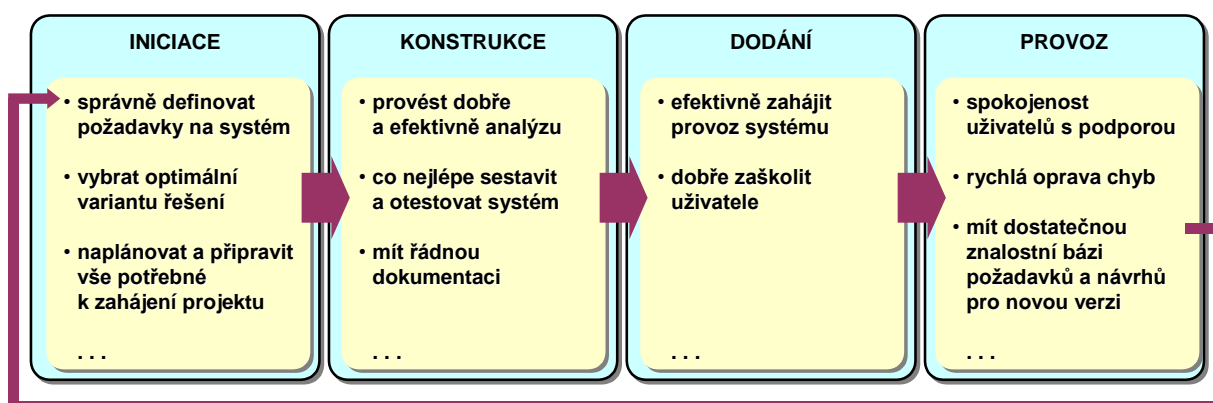 INICIACE
• správně definovat
požadavky na systém
• vybrat optimální
variantu řešení
• naplánovat a připravit
vše potřebné
k zahájení projektu
. . .
KONSTRUKCE
• provést dobře
a efektivně analýzu
• co nejlépe sestavit
a otestovat systém
• mít řádnou
dokumentaci
. . .
DODÁNÍ
• efektivně zahájit
provoz systému
• dobře zaškolit
uživatele
. . .
PROVOZ
• spokojenost
uživatelů s podporou
• rychlá oprava chyb
• mít dostatečnou
znalostní bázi
požadavků a návrhů
pro novou verzi
. . .